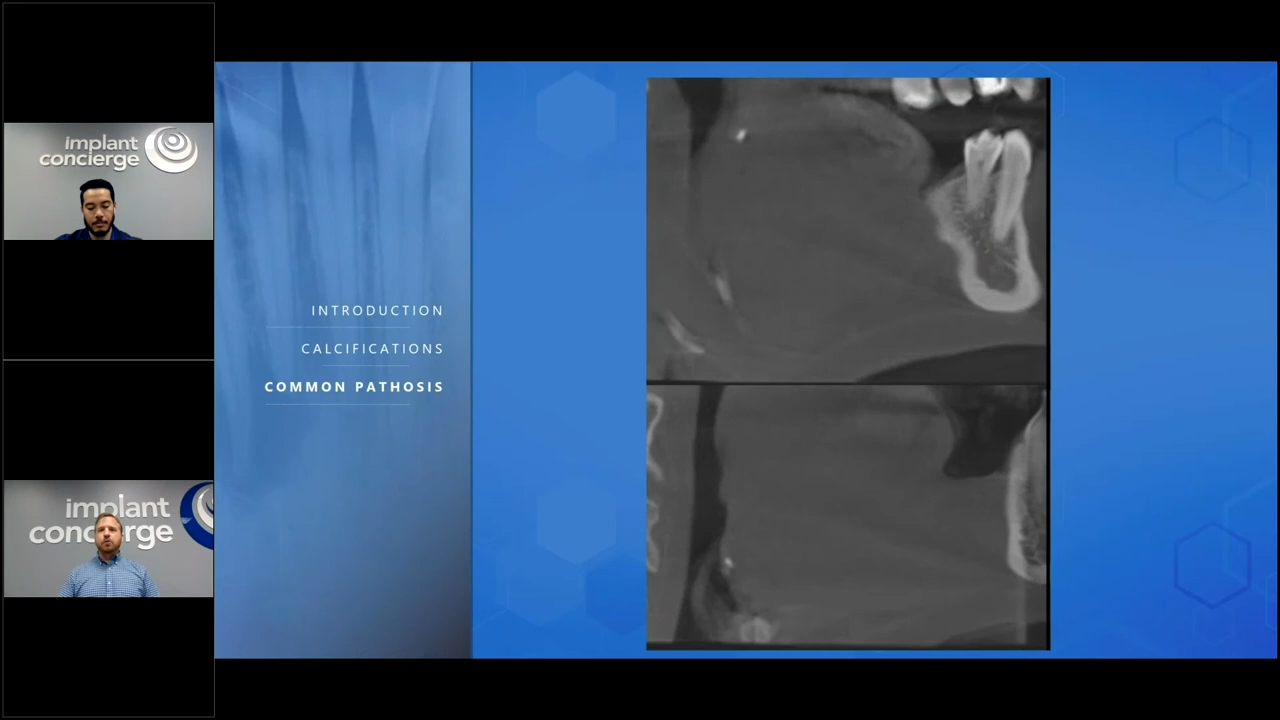 implant
concierge
implant
concierge
INTRODUCTION
CALCIFICATIONS
COMMON PATHOSIS